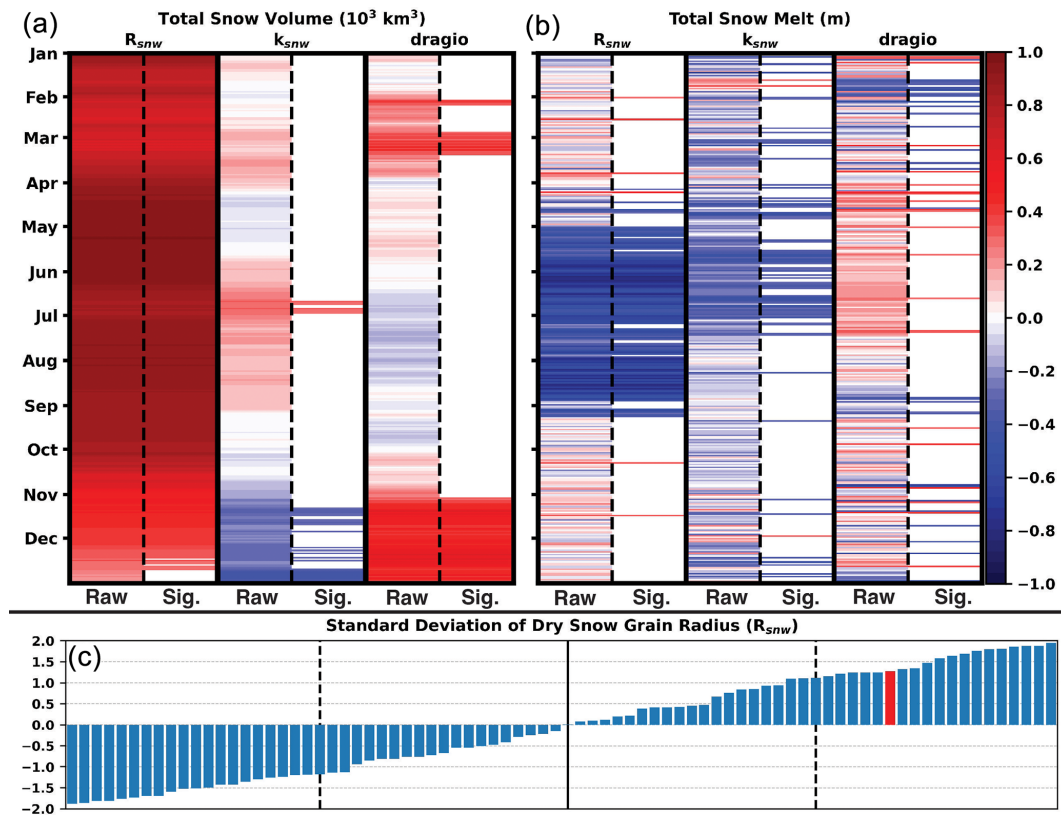 (a) Total Snow Volume (10³ km³)
R_snw k_snw dragio
(b) Total Snow Melt (m)
R_snw k_snw dragio
Jan
Feb
Mar
Apr
May
Jun
Jul
Aug
Sep
Oct
Nov
Dec
Raw Sig. Raw Sig. Raw Sig.
Raw Sig. Raw Sig. Raw Sig.
1.0
0.8
0.6
0.4
0.2
0.0
−0.2
−0.4
−0.6
−0.8
−1.0
Standard Deviation of Dry Snow Grain Radius (R_snw)
(c)
2.0
1.5
1.0
0.5
0.0
−0.5
−1.0
−1.5
−2.0